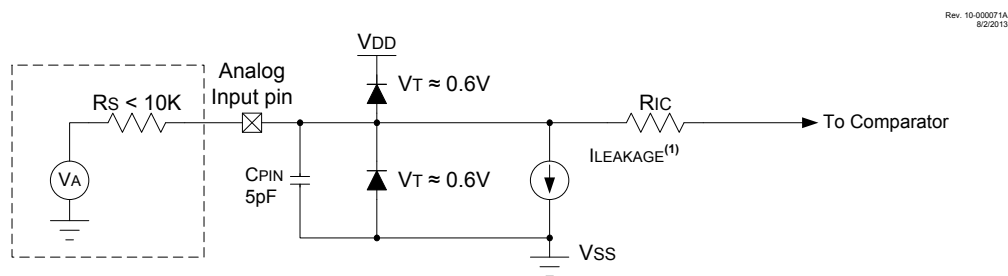 Rev. 10-000071A
8/2/2013
VDD
Analog
Input pin
VT ≈ 0.6V
RS < 10K
RIC
To Comparator
ILEAKAGE(1)
VA
CPIN
5pF
VT ≈ 0.6V
VSS